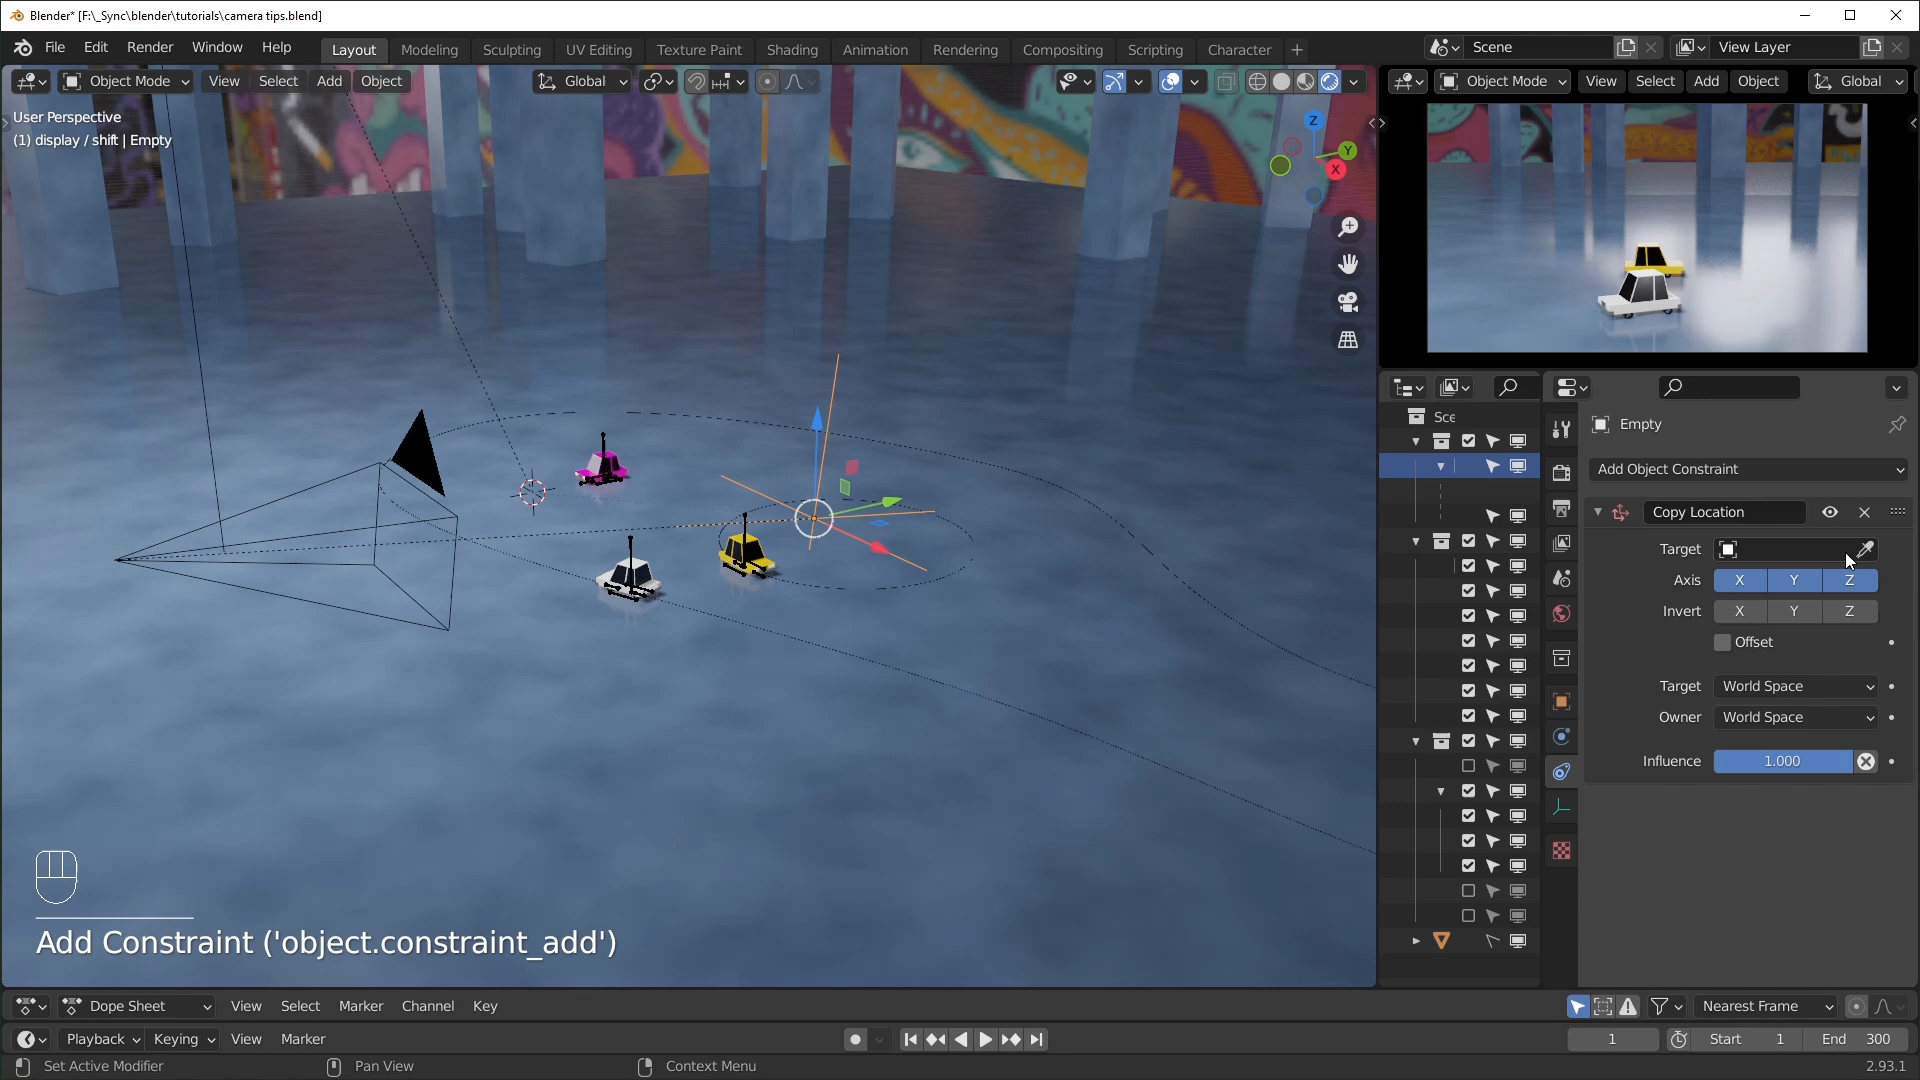 Blender* [F:\_Sync\blender\tutorials\camera tips.blend]
File Edit Render Window Help
Layout Modeling Sculpting UV Editing Texture Paint Shading Animation Rendering Compositing Scripting Character +
Scene
View Layer
Object Mode View Select Add Object
Global
Object Mode View Select Add Object Global
User Perspective
(1) display / shift | Empty
Z
Y
X
Sce
Empty
Add Object Constraint
Copy Location
Target
Axis X Y Z
Invert X Y Z
Offset
Target World Space
Owner World Space
Influence 1.000
Add Constraint ('object.constraint_add')
Dope Sheet View Select Marker Channel Key
Nearest Frame
Playback Keying View Marker
1
Start 1
End 300
Set Active Modifier
Pan View
Context Menu
2.93.1